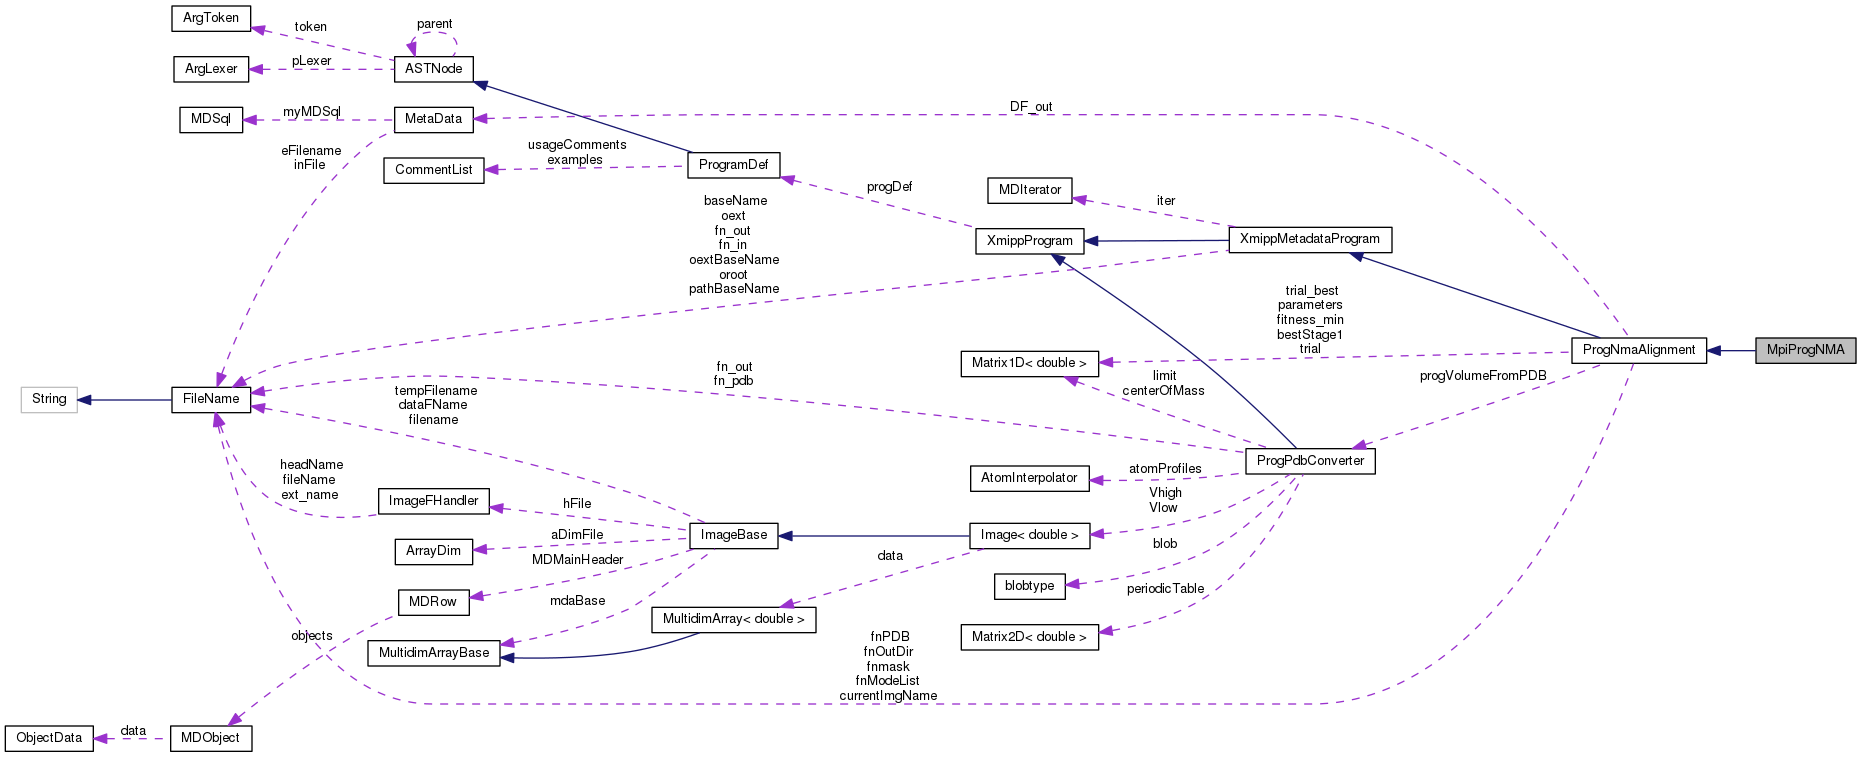 ArgToken
token
parent
pLexer
ArgLexer
ASTNode
DF_out
myMDSql
MDSql
MetaData
usageComments
examples
eFilename
inFile
CommentList
ProgramDef
progDef
MDIterator
iter
baseName
oext
fn_out
fn_in
oextBaseName
oroot
pathBaseName
XmippProgram
XmippMetadataProgram
trial_best
parameters
fitness_min
bestStage1
trial
ProgNmaAlignment
MpiProgNMA
Matrix1D< double >
fn_out
fn_pdb
limit
centerOfMass
progVolumeFromPDB
String
FileName
tempFilename
dataFName
filename
ProgPdbConverter
headName
fileName
ext_name
AtomInterpolator
atomProfiles
ImageFHandler
hFile
Vhigh
Vlow
aDimFile
ImageBase
Image< double >
ArrayDim
MDMainHeader
data
blob
blobtype
periodicTable
MDRow
mdaBase
MultidimArray< double >
objects
MultidimArrayBase
Matrix2D< double >
fnPDB
fnOutDir
fnmask
fnModeList
currentImgName
ObjectData
data
MDObject